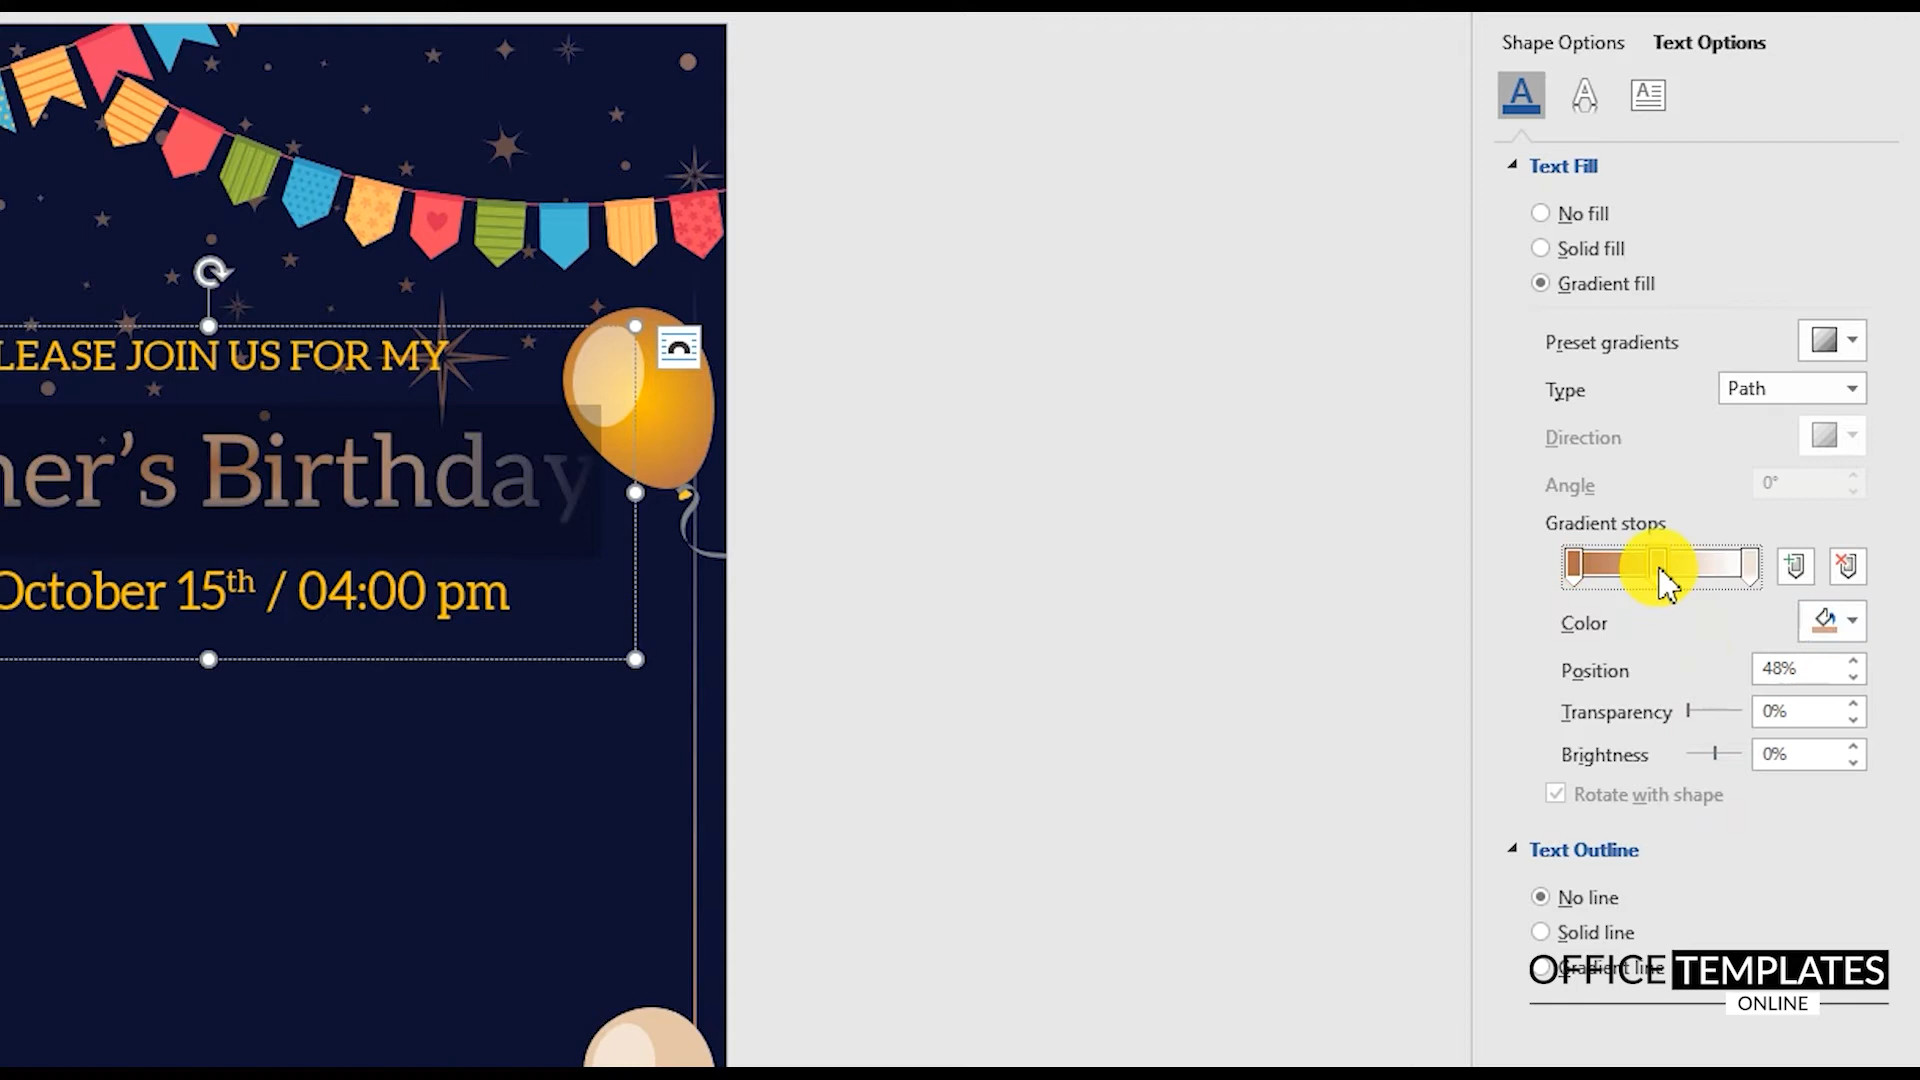 Shape Options Text Options
A A A
Text Fill
No fill
Solid fill
Gradient fill
Preset gradients
Type Path
Direction
Angle 0°
Gradient stops
Color
Position 48%
Transparency 0%
Brightness 0%
Rotate with shape
Text Outline
No line
Solid line
Gradient line
OFFICE TEMPLATES
ONLINE
LEASE JOIN US FOR MY
ner's Birthday
October 15th / 04:00 pm